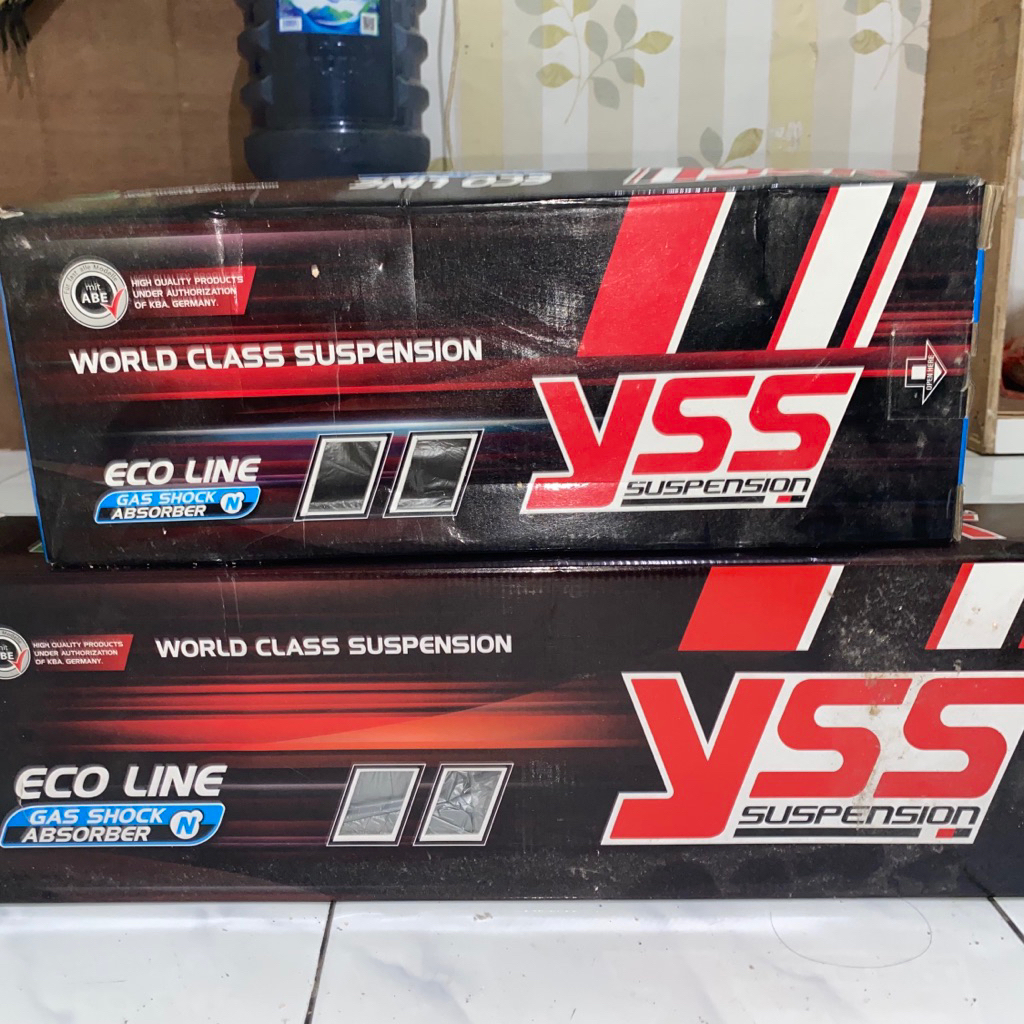 ECO LINE
mit
ABE
HIGH QUALITY PRODUCTS
UNDER AUTHORIZATION
OF KBA, GERMANY.
WORLD CLASS SUSPENSION
OPEN HERE
YSS
SUSPENSION
ECO LINE
GAS SHOCK
ABSORBER
N
HIGH QUALITY PRODUCTS
UNDER AUTHORIZATION
OF KBA, GERMANY.
WORLD CLASS SUSPENSION
YSS
SUSPENSION
ECO LINE
GAS SHOCK
ABSORBER
N